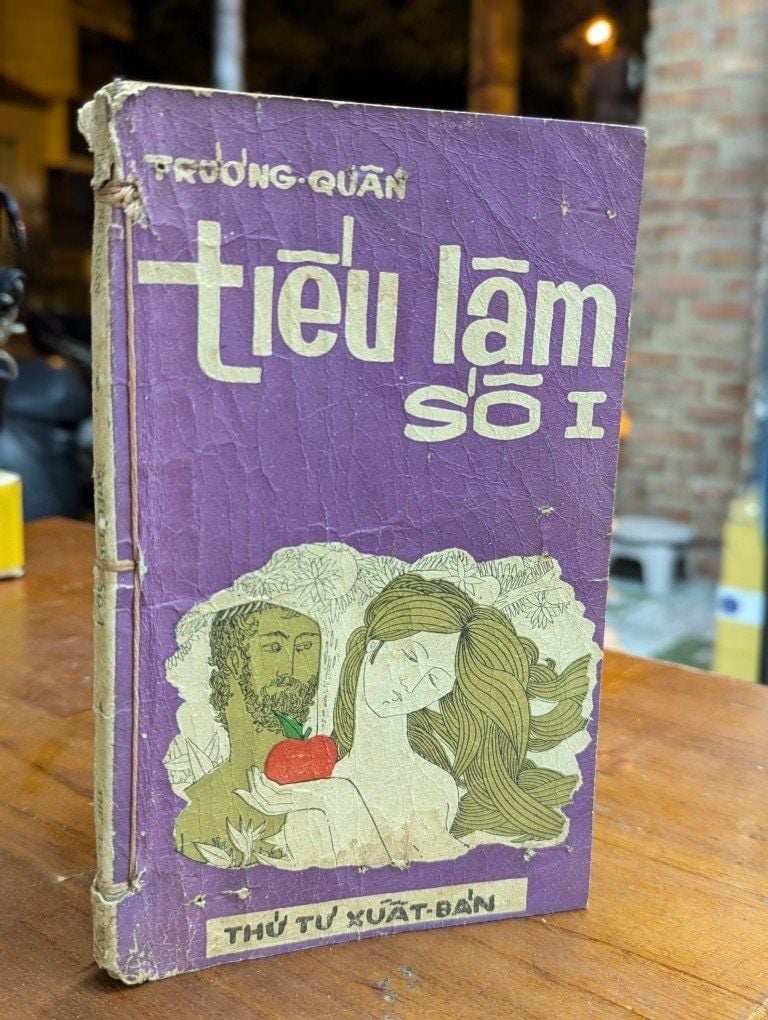 TRƯƠNG-QUÂN
tiếu lâm
SỐ I
THỨ TƯ XUẤT-BẢN